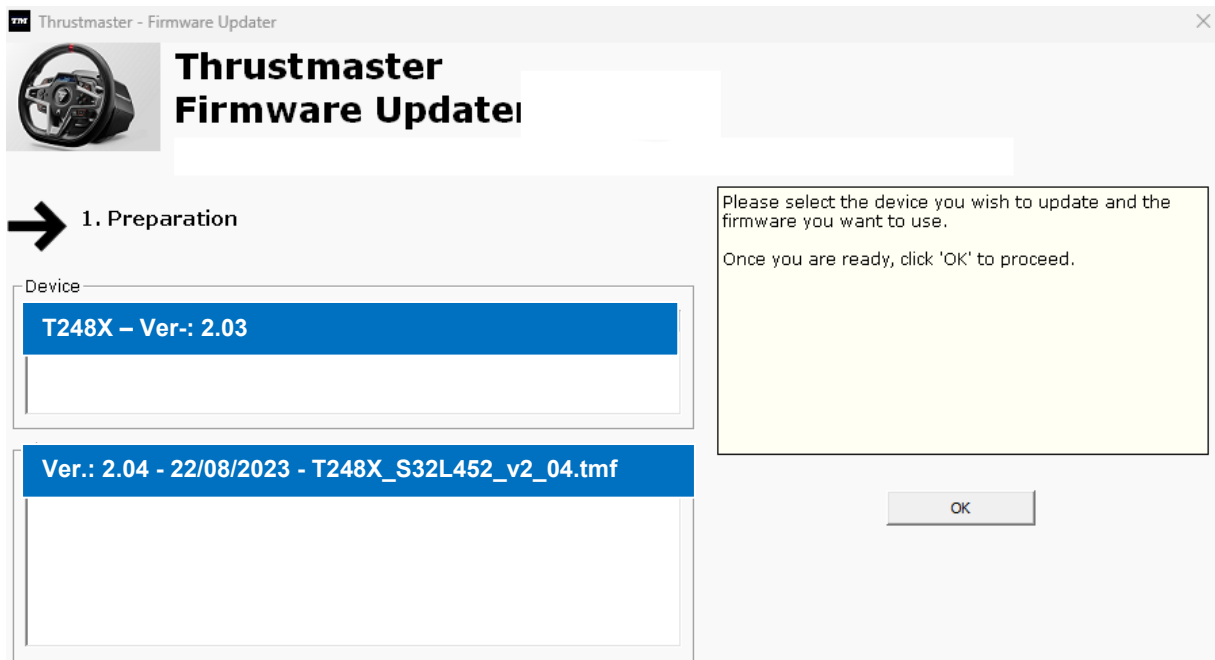 TM Thrustmaster - Firmware Updater
Thrustmaster
Firmware Updater
1. Preparation
Please select the device you wish to update and the
firmware you want to use.
Once you are ready, click 'OK' to proceed.
Device
T248X – Ver-: 2.03
Ver.: 2.04 - 22/08/2023 - T248X_S32L452_v2_04.tmf
OK